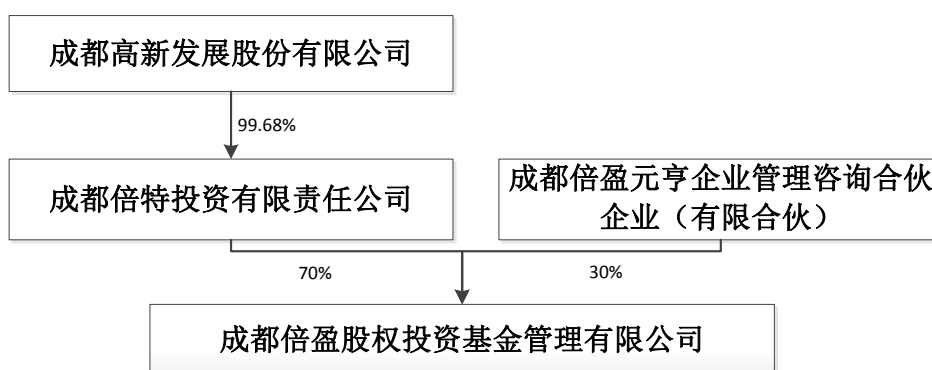 成都高新发展股份有限公司
99.68%
成都倍特投资有限责任公司
成都倍盈元亨企业管理咨询合伙
企业（有限合伙）
70%
30%
成都倍盈股权投资基金管理有限公司